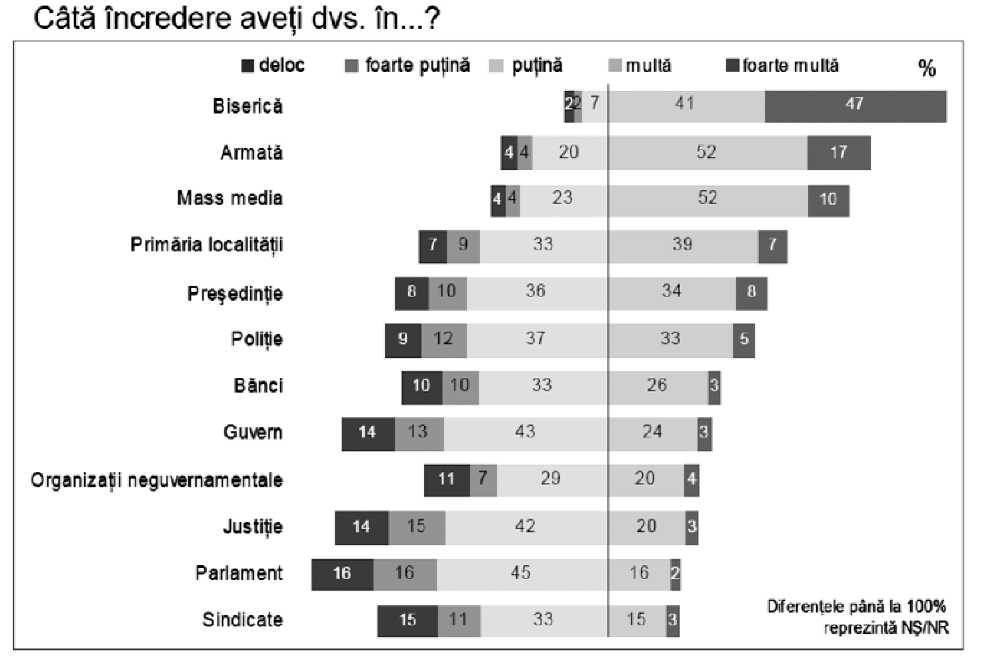 Câtă încredere aveți dvs. în...?
deloc foarte puțină puțină multă foarte multă %
Biserică 2 2 7 41 47
Armată 4 4 20 52 17
Mass media 4 4 23 52 10
Primăria localității 7 9 33 39 7
Preşedinție 8 10 36 34 8
Poliție 9 12 37 33 5
Bănci 10 10 33 26 3
Guvern 14 13 43 24 3
Organizații neguvernamentale 11 7 29 20 4
Justiție 14 15 42 20 3
Parlament 16 16 45 16 2
Sindicate 15 11 33 15 3
Diferențele până la 100%
reprezintă NŞ/NR